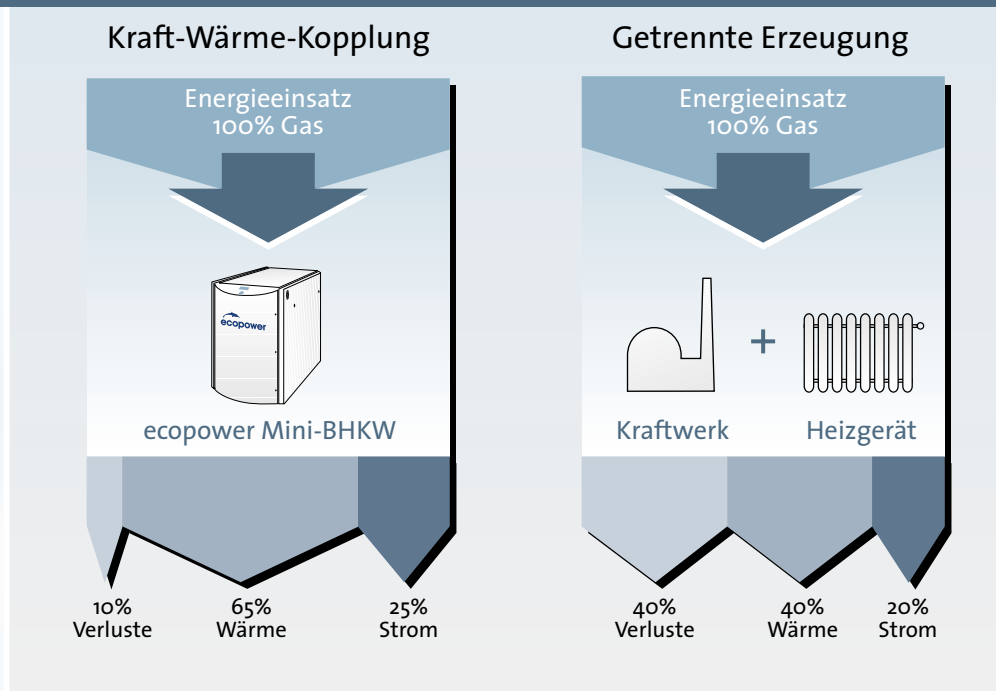 Kraft-Wärme-Kopplung
Energieeinsatz
100% Gas
ecopower
ecopower Mini-BHKW
10%
Verluste
65%
Wärme
25%
Strom
Getrennte Erzeugung
Energieeinsatz
100% Gas
+
Kraftwerk
Heizgerät
40%
Verluste
40%
Wärme
20%
Strom